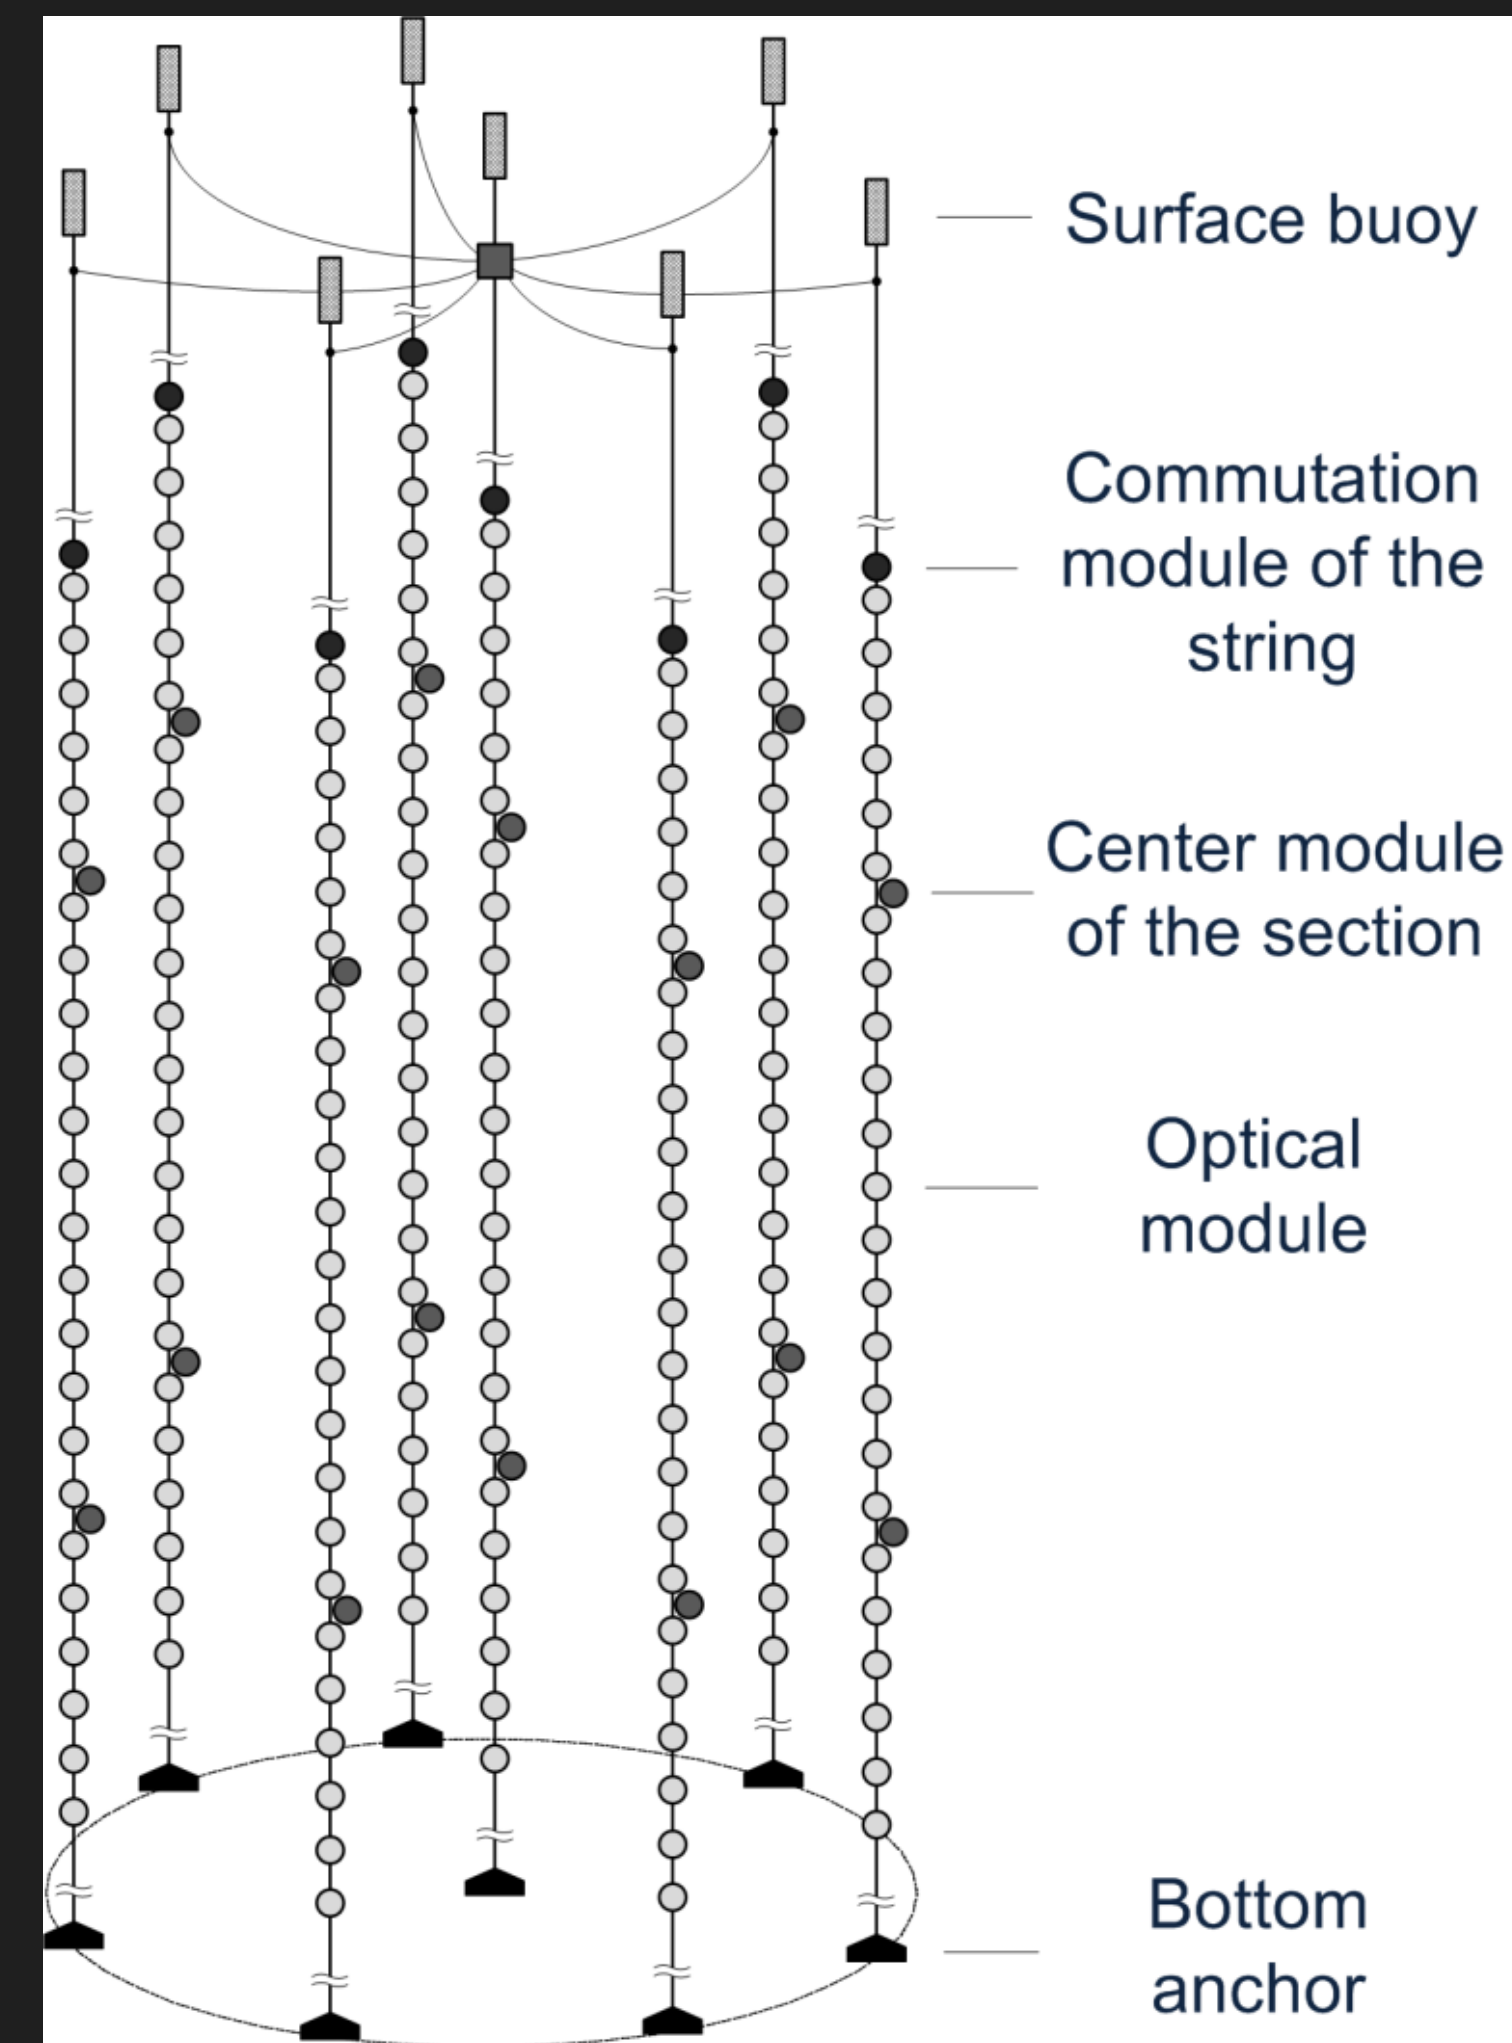 Surface buoy
Commutation
module of the
string
Center module
of the section
Optical
module
Bottom
anchor